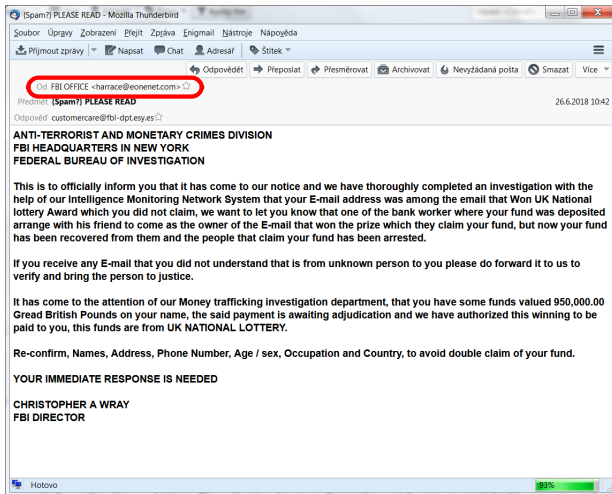 (Spam?) PLEASE READ - Mozilla Thunderbird
Soubor Úpravy Zobrazení Přejít Zpráva Enigmail Nástroje Nápověda
Přijmout zprávy Napsat Chat Adresář Štítek
Odpovědět Přeposlat Přesměrovat Archivovat Nevyžádaná pošta Smazat Více
Od FBI OFFICE <harrace@eonenet.com>
Předmět (Spam?) PLEASE READ 26.6.2018 10:42
Odpověď customercare@fbl-dpt.esy.es
ANTI-TERRORIST AND MONETARY CRIMES DIVISION
FBI HEADQUARTERS IN NEW YORK
FEDERAL BUREAU OF INVESTIGATION
This is to officially inform you that it has come to our notice and we have thoroughly completed an investigation with the
help of our Intelligence Monitoring Network System that your E-mail address was among the email that Won UK National
lottery Award which you did not claim, we want to let you know that one of the bank worker where your fund was deposited
arrange with his friend to come as the owner of the E-mail that won the prize which they claim your fund, but now your fund
has been recovered from them and the people that claim your fund has been arrested.
If you receive any E-mail that you did not understand that is from unknown person to you please do forward it to us to
verify and bring the person to justice.
It has come to the attention of our Money trafficking investigation department, that you have some funds valued 950,000.00
Gread British Pounds on your name, the said payment is awaiting adjudication and we have authorized this winning to be
paid to you, this funds are from UK NATIONAL LOTTERY.
Re-confirm, Names, Address, Phone Number, Age / sex, Occupation and Country, to avoid double claim of your fund.
YOUR IMMEDIATE RESPONSE IS NEEDED
CHRISTOPHER A WRAY
FBI DIRECTOR
Hotovo 93%